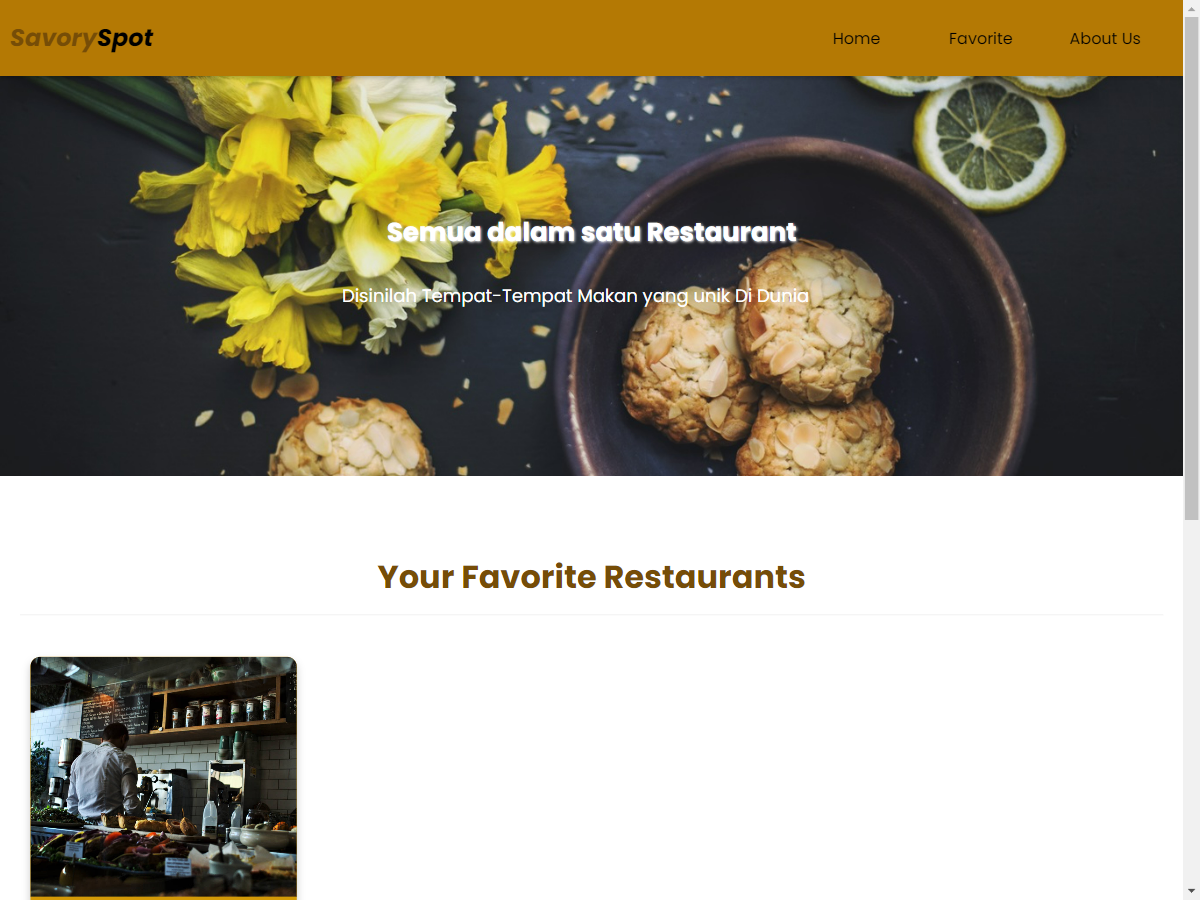 SavorySpot
Home
Favorite
About Us
Semua dalam satu Restaurant
Disinilah Tempat-Tempat Makan yang unik Di Dunia
Your Favorite Restaurants